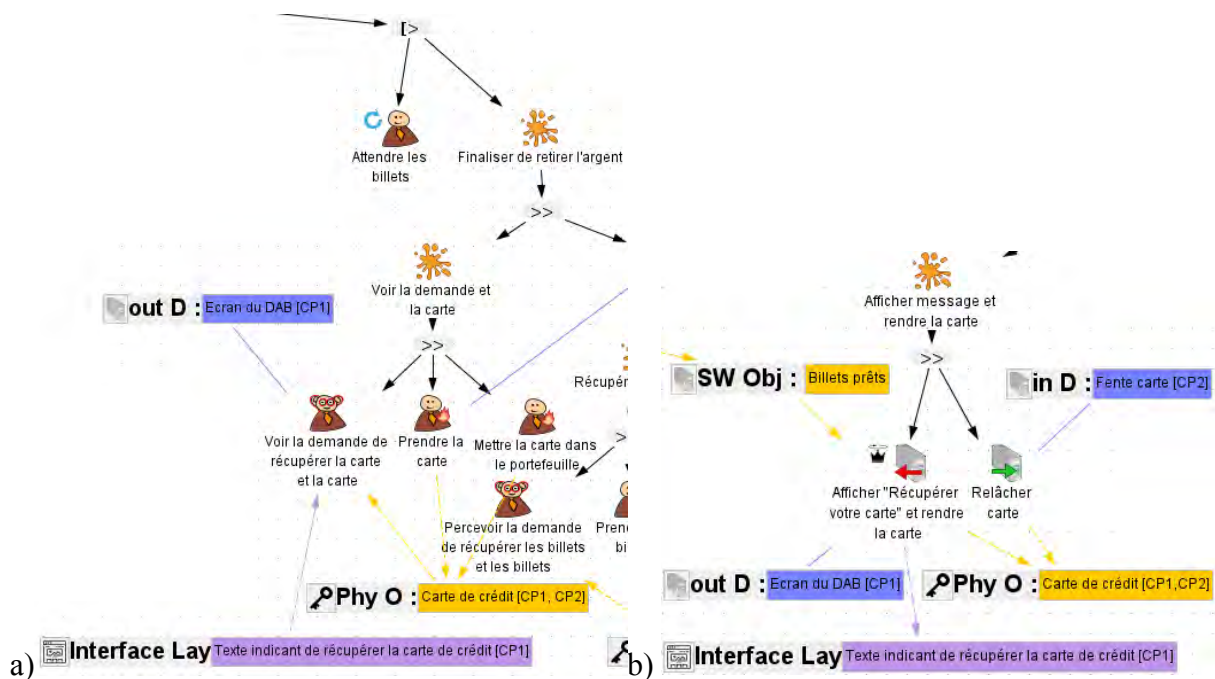 [>
Attendre les
billets
Finaliser de retirer l'argent
>>
Voir la demande et
la carte
out D : Ecran du DAB [CP1]
>>
Voir la demande de
récupérer la carte
et la carte
Prendre la
carte
Mettre la carte dans
le portefeuille
Percevoir la demande
de récupérer les billets
et les billets
Phy O : Carte de crédit [CP1, CP2]
a) Interface Lay Texte indicant de récupérer la carte de crédit [CP1]
Afficher message et
rendre la carte
>>
SW Obj : Billets prêts
in D : Fente carte [CP2]
Afficher "Récupérer
votre carte" et rendre
la carte
Relâcher
carte
out D : Ecran du DAB [CP1]
Phy O : Carte de crédit [CP1,CP2]
b) Interface Lay Texte indicant de récupérer la carte de crédit [CP1]